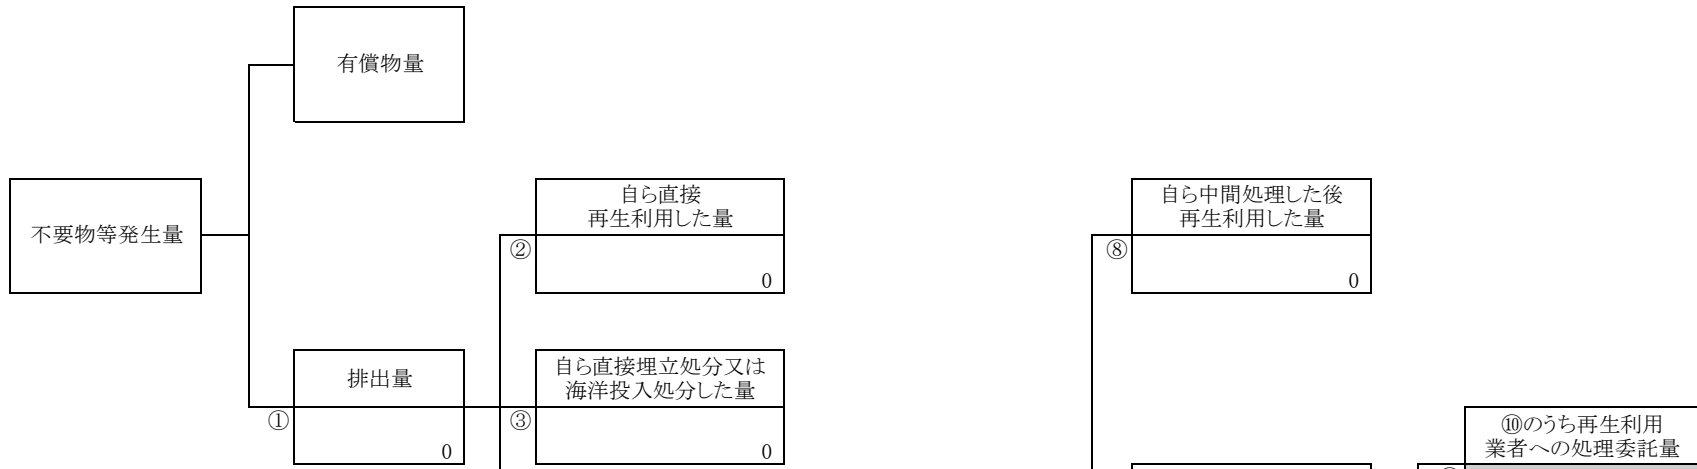 有償物量
不要物等発生量
自ら直接
再生利用した量
②
0
自ら中間処理した後
再生利用した量
⑧
0
排出量
①
0
自ら直接埋立処分又は
海洋投入処分した量
③
0
⑩のうち再生利用
業者への処理委託量